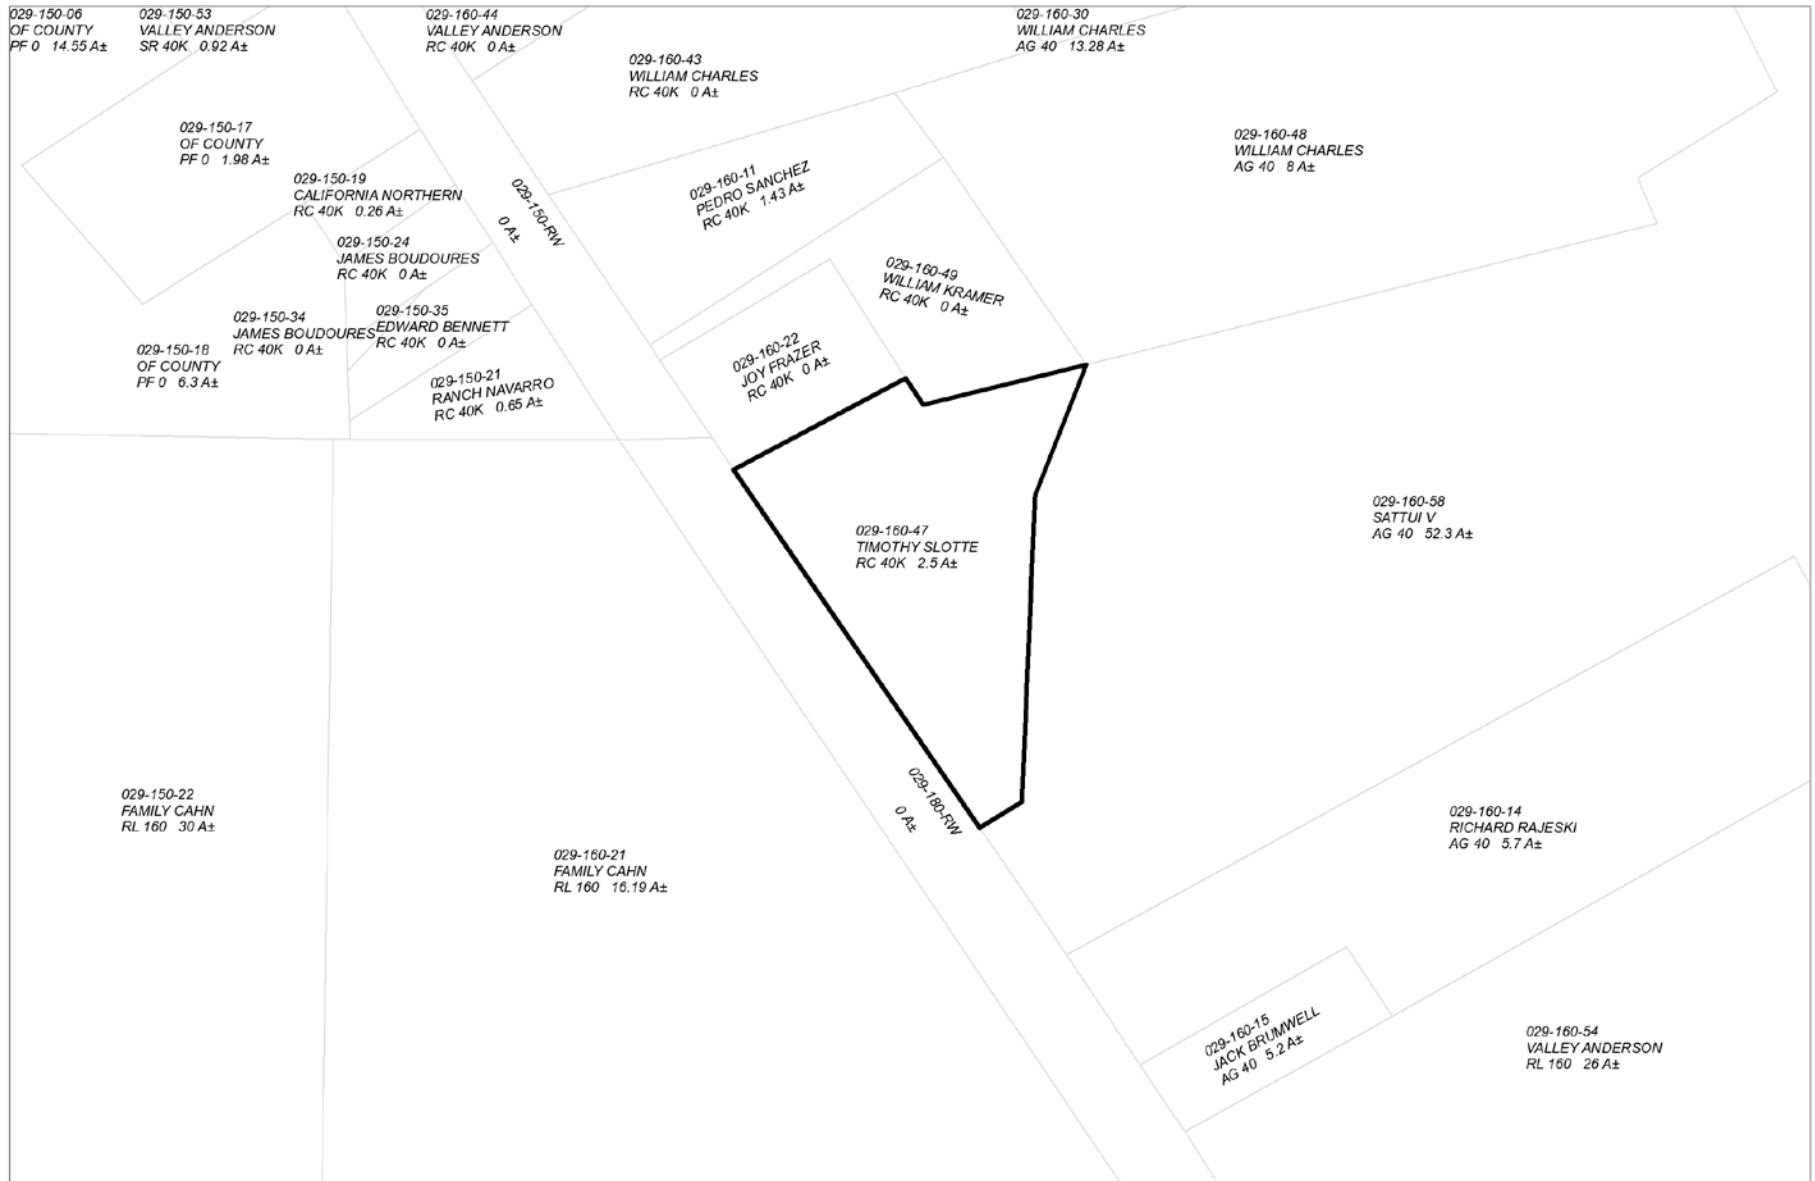 029-150-06
OF COUNTY
PF 0 14.55 A±
029-150-53
VALLEY ANDERSON
SR 40K 0.92 A±
029-160-44
VALLEY ANDERSON
RC 40K 0 A±
029-160-43
WILLIAM CHARLES
RC 40K 0 A±
029-160-30
WILLIAM CHARLES
AG 40 13.28 A±
029-150-17
OF COUNTY
PF 0 1.98 A±
029-160-48
WILLIAM CHARLES
AG 40 8 A±
029-150-19
CALIFORNIA NORTHERN
RC 40K 0.26 A±
029-150-RW
0 A±
029-160-11
PEDRO SANCHEZ
RC 40K 1.43 A±
029-150-24
JAMES BOUDOURES
RC 40K 0 A±
029-160-49
WILLIAM KRAMER
RC 40K 0 A±
029-150-34
JAMES BOUDOURES
RC 40K 0 A±
029-150-35
EDWARD BENNETT
RC 40K 0 A±
029-150-18
OF COUNTY
PF 0 6.3 A±
029-150-21
RANCH NAVARRO
RC 40K 0.65 A±
029-160-22
JOY FRAZER
RC 40K 0 A±
029-160-47
TIMOTHY SLOTTE
RC 40K 2.5 A±
029-160-58
SATTUI V
AG 40 52.3 A±
029-150-22
FAMILY CAHN
RL 160 30 A±
029-160-21
FAMILY CAHN
RL 160 16.19 A±
029-180-RW
0 A±
029-160-14
RICHARD RAJESKI
AG 40 5.7 A±
029-160-15
JACK BRUMWELL
AG 40 5.2 A±
029-160-54
VALLEY ANDERSON
RL 160 26 A±